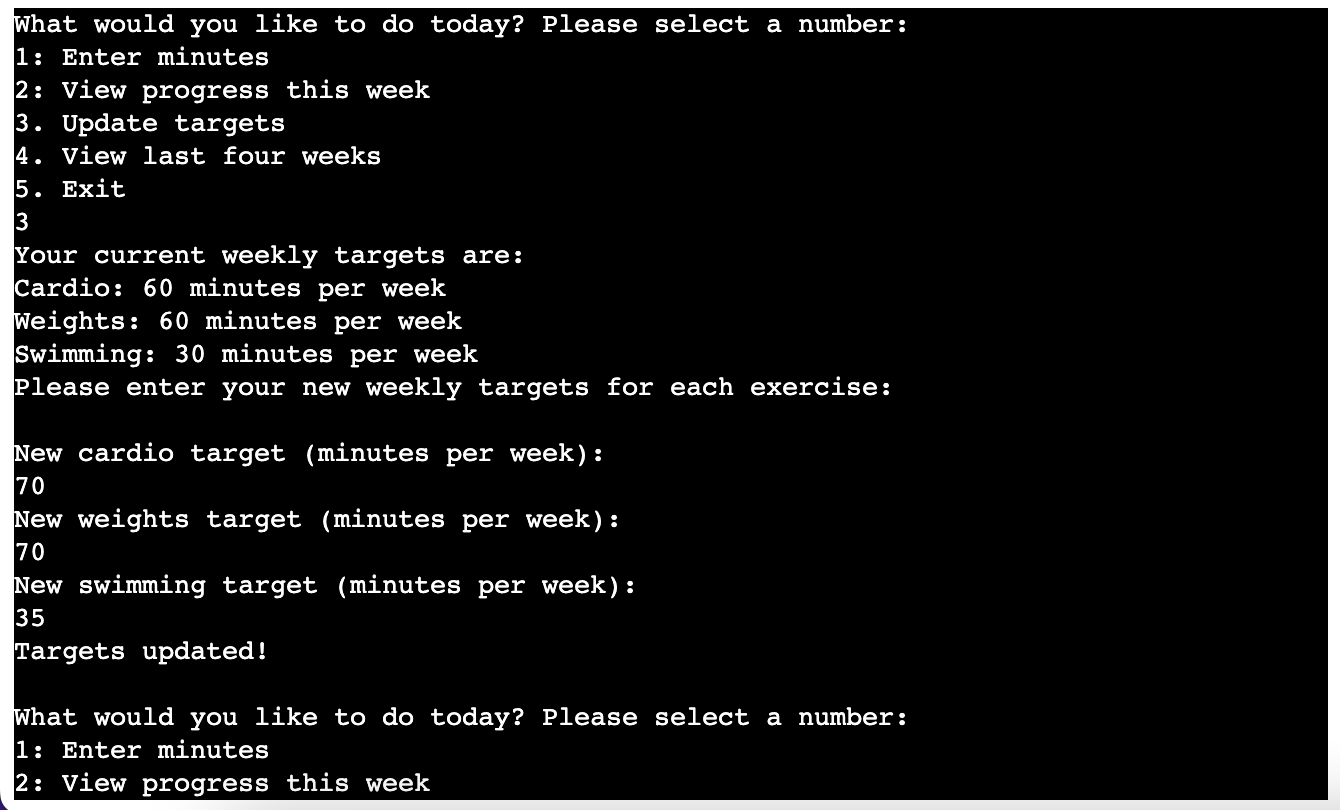 What would you like to do today? Please select a number:
1: Enter minutes
2: View progress this week
3. Update targets
4. View last four weeks
5. Exit
3
Your current weekly targets are:
Cardio: 60 minutes per week
Weights: 60 minutes per week
Swimming: 30 minutes per week
Please enter your new weekly targets for each exercise:
New cardio target (minutes per week):
70
New weights target (minutes per week):
70
New swimming target (minutes per week):
35
Targets updated!
What would you like to do today? Please select a number:
1: Enter minutes
2: View progress this week